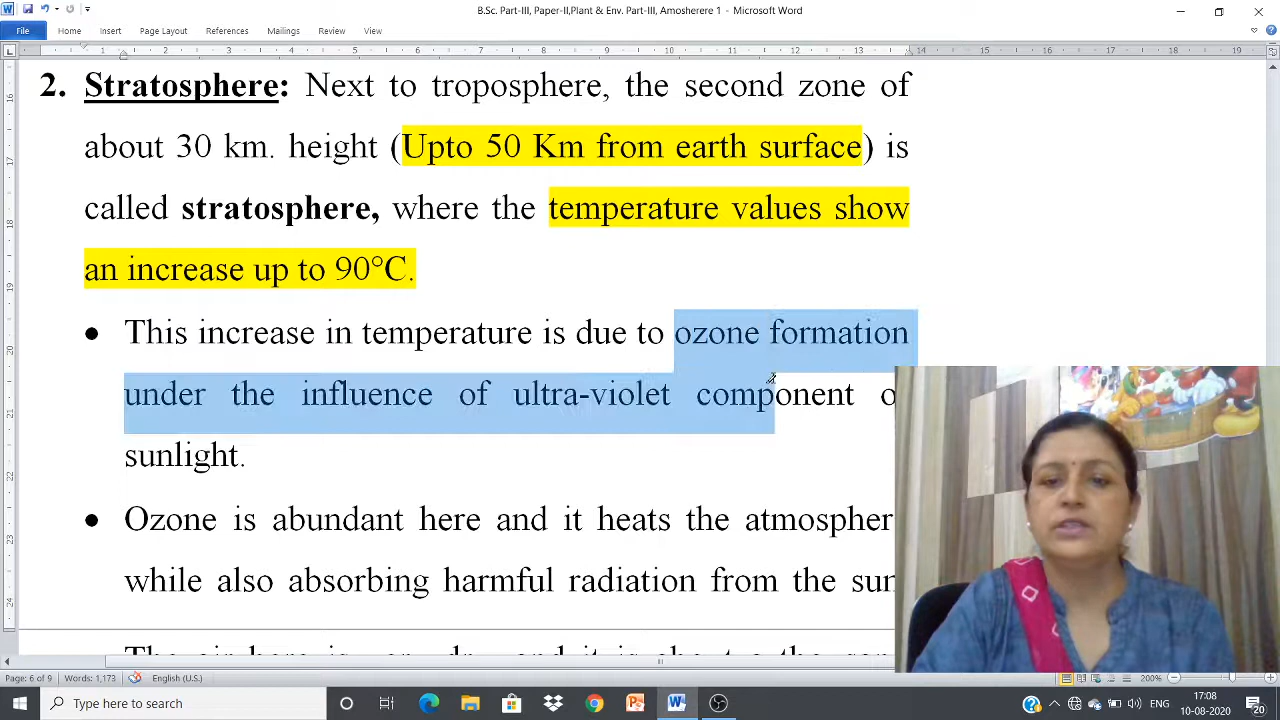 B.Sc. Part-III, Paper-II,Plant & Env. Part-III, Amosherere 1 - Microsoft Word
File Home Insert Page Layout References Mailings Review View
2. Stratosphere: Next to troposphere, the second zone of
about 30 km. height (Upto 50 Km from earth surface) is
called stratosphere, where the temperature values show
an increase up to 90°C.
• This increase in temperature is due to ozone formation
under the influence of ultra-violet component o
sunlight.
• Ozone is abundant here and it heats the atmospher
while also absorbing harmful radiation from the sun
Page: 6 of 9 Words: 1,173 English (U.S.) 200%
Type here to search
ENG 17:08
10-08-2020 20